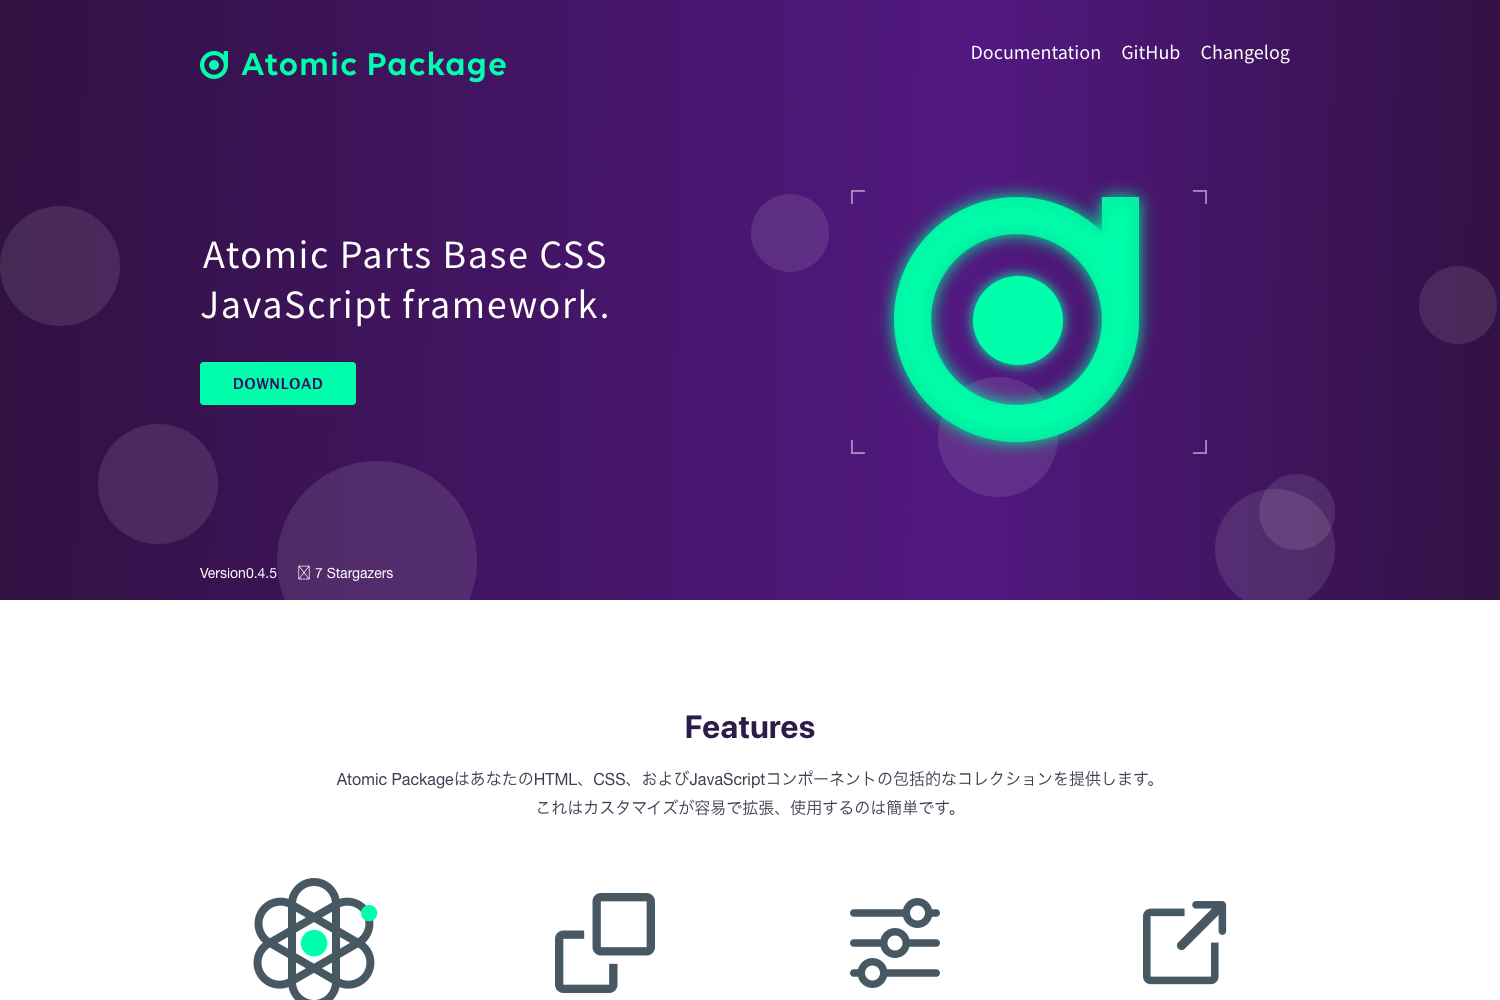 Atomic Package
Documentation GitHub Changelog
Atomic Parts Base CSS
JavaScript framework.
DOWNLOAD
Version0.4.5 7 Stargazers
Features
Atomic PackageはあなたのHTML、CSS、およびJavaScriptコンポーネントの包括的なコレクションを提供します。
これはカスタマイズが容易で拡張、使用するのは簡単です。